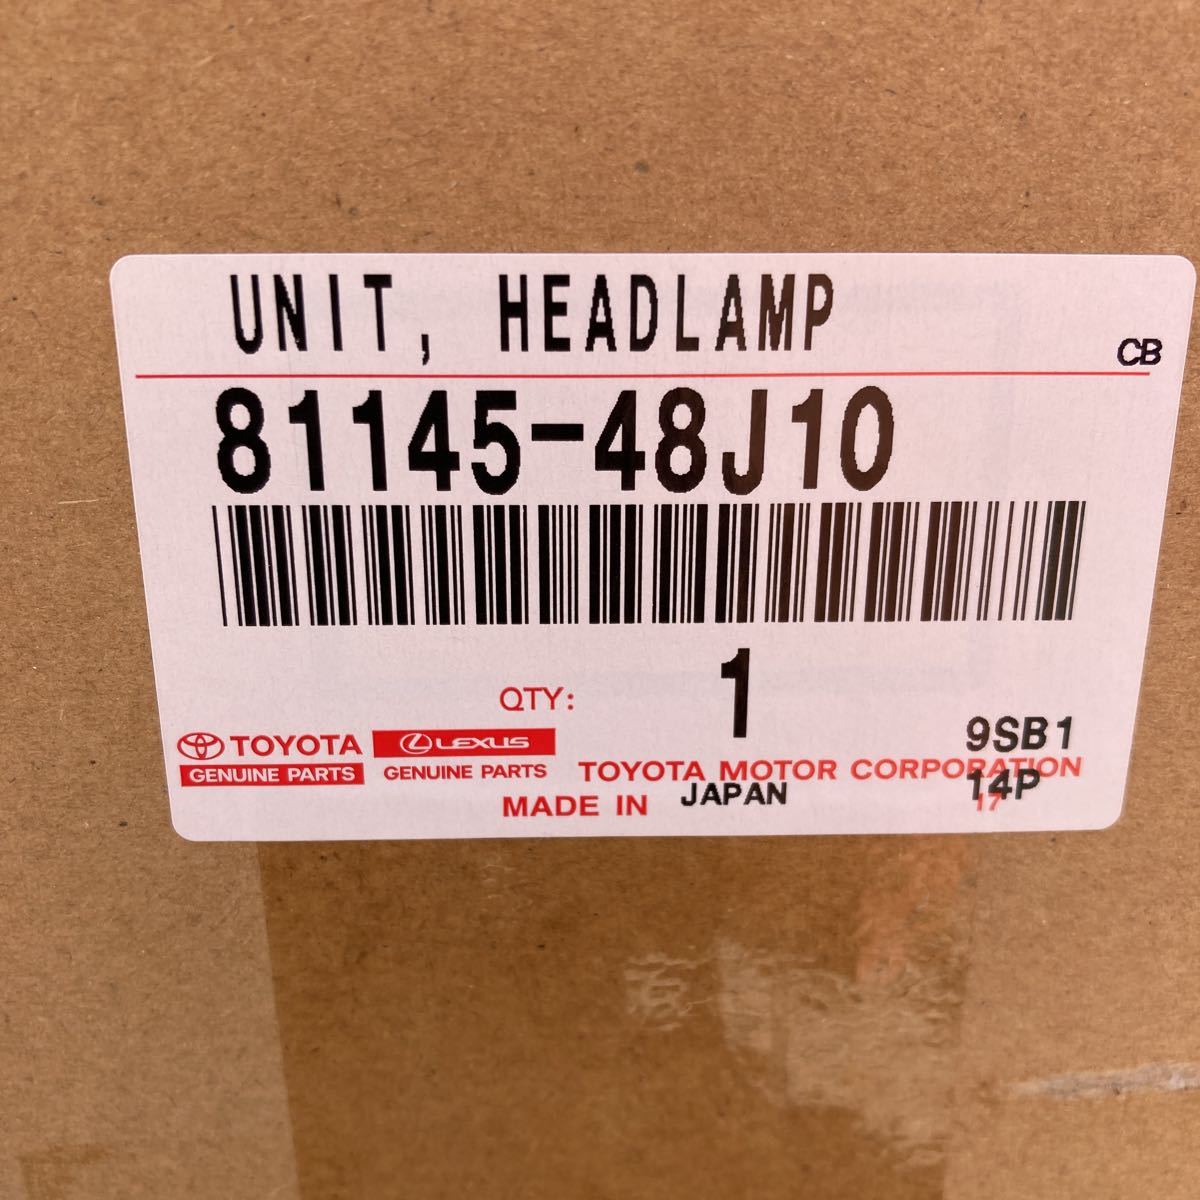 UNIT, HEADLAMP
CB
81145-48J10
QTY: 1
TOYOTA
GENUINE PARTS
LEXUS
GENUINE PARTS
9SB1
TOYOTA MOTOR CORPORATION
MADE IN JAPAN
14P
17